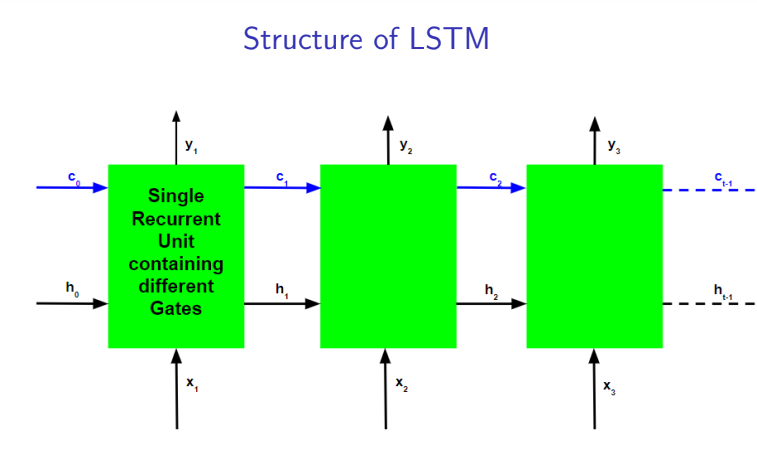 Structure of LSTM
y₁
y₂
y₃
c₀
c₁
c₂
cₜ₋₁
Single
Recurrent
Unit
containing
different
Gates
h₀
h₁
h₂
hₜ₋₁
x₁
x₂
x₃